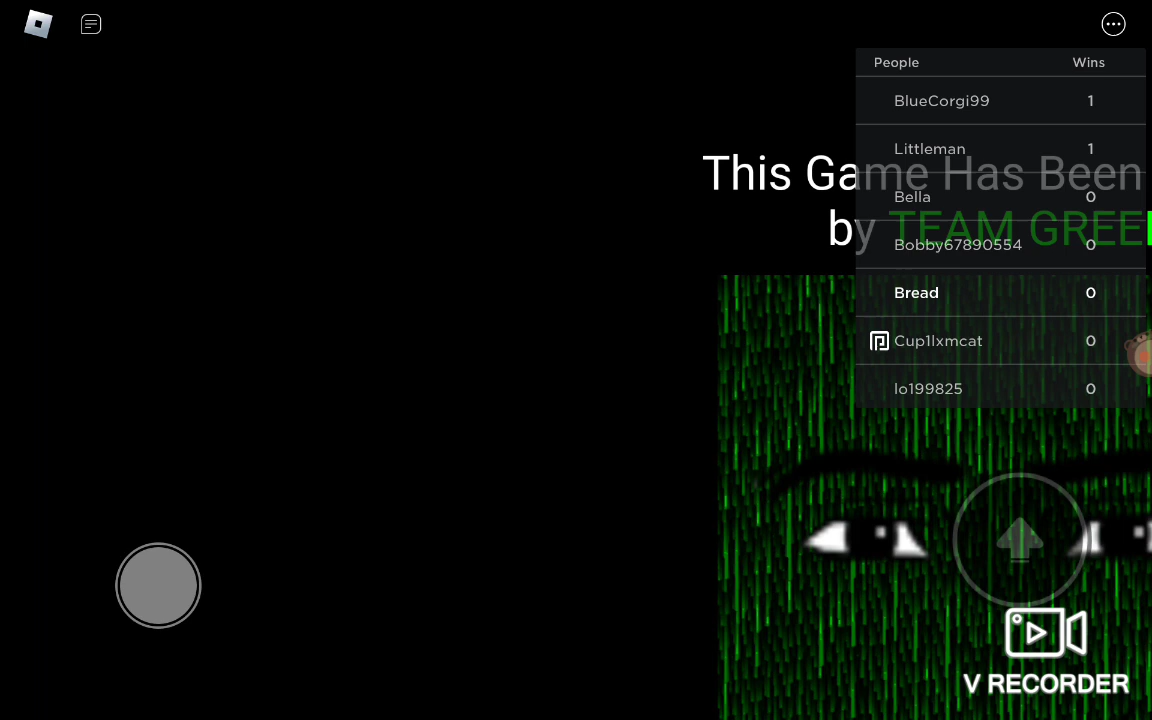 People Wins
BlueCorgi99 1
Littleman 1
This Game Has Been
Bella 0
by TEAM GREE
Bobby67890554 0
Bread 0
Cup1lxmcat 0
lo199825 0
V RECORDER